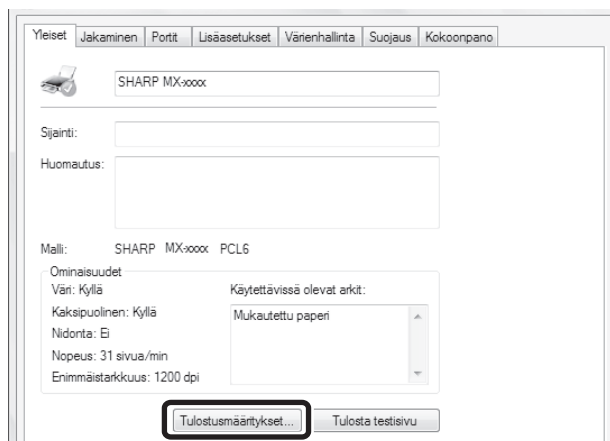 Yleiset Jakaminen Portit Lisäasetukset Värienhallinta Suojaus Kokoonpano
SHARP MX-xxxx
Sijainti:
Huomautus:
Malli: SHARP MX-xxxx PCL6
Ominaisuudet
Väri: Kyllä
Kaksipuolinen: Kyllä
Nidonta: Ei
Nopeus: 31 sivua/min
Enimmäistarkkuus: 1200 dpi
Käytettävissä olevat arkit:
Mukautettu paperi
Tulostusmääritykset... Tulosta testisivu